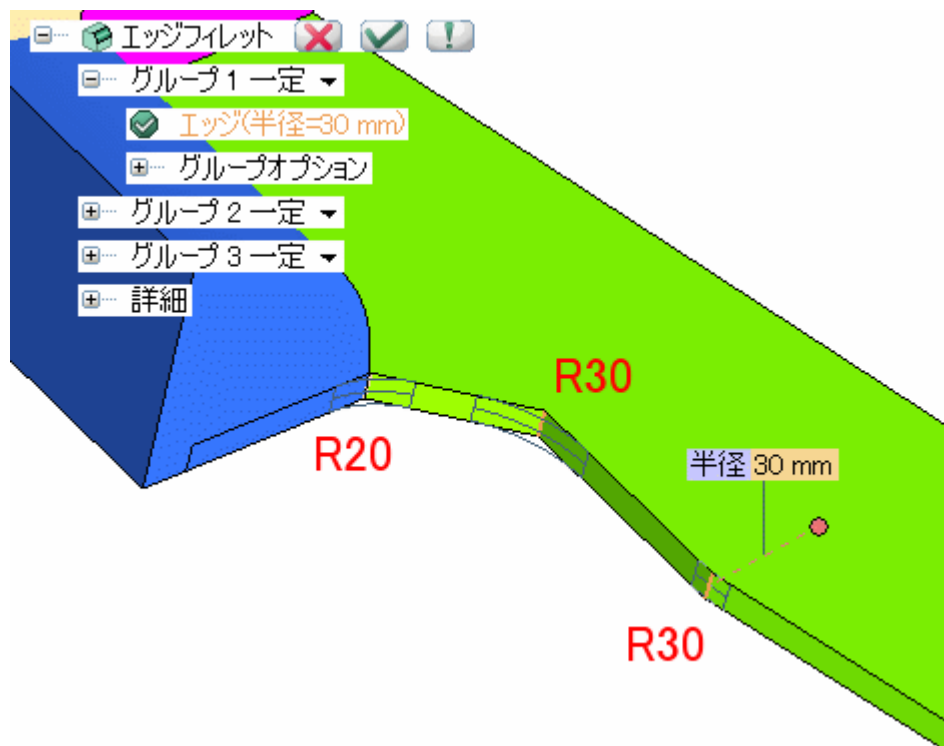 エッジフィレット
グループ1 一定
エッジ(半径=30 mm)
グループオプション
グループ2 一定
グループ3 一定
詳細
R30
R20
半径 30 mm
R30